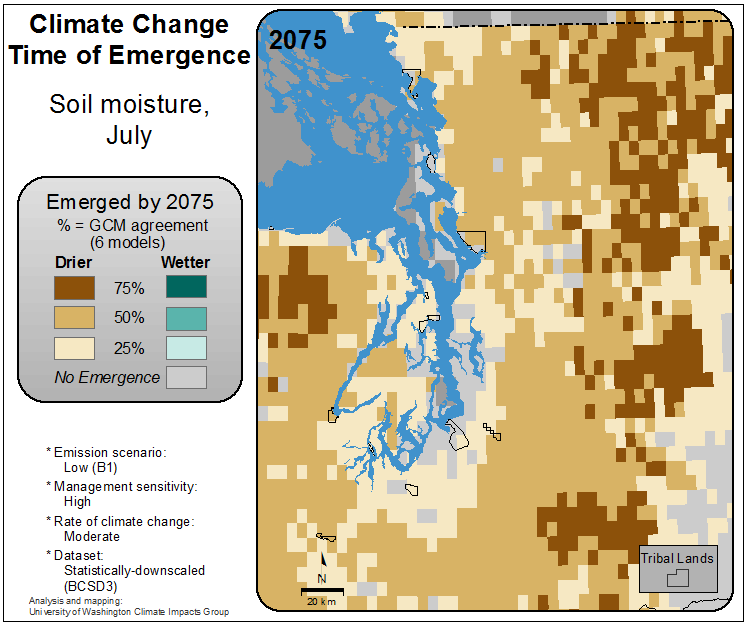 Climate Change
Time of Emergence
Soil moisture,
July
Emerged by 2075
% = GCM agreement
(6 models)
Drier Wetter
75%
50%
25%
No Emergence
* Emission scenario:
Low (B1)
* Management sensitivity:
High
* Rate of climate change:
Moderate
* Dataset:
Statistically-downscaled
(BCSD3)
Analysis and mapping:
University of Washington Climate Impacts Group
2075
N
20 km
Tribal Lands